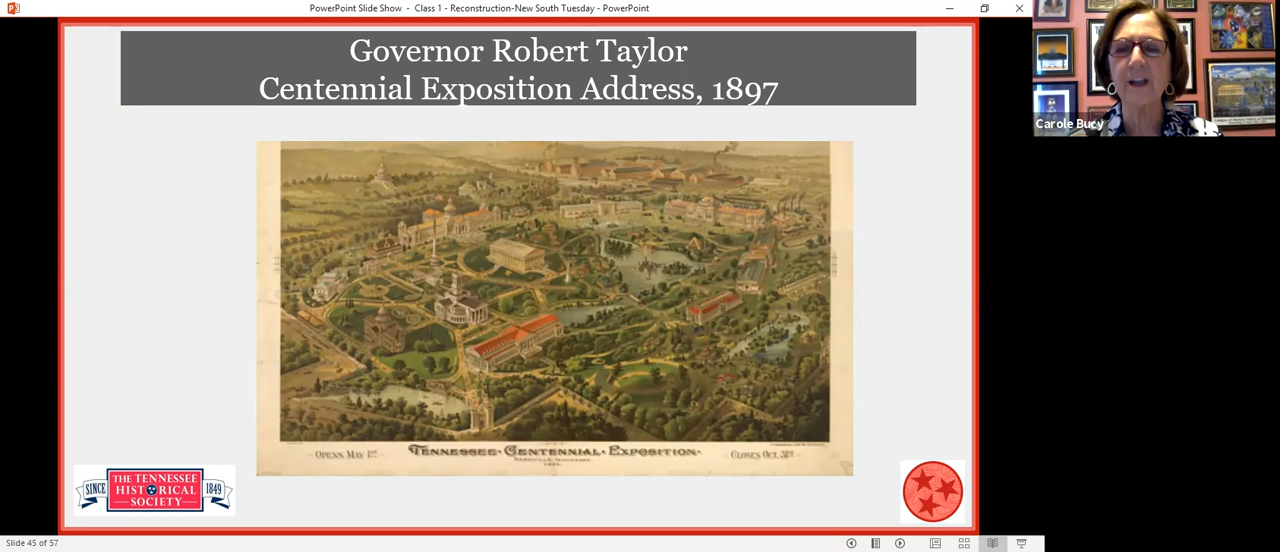 PowerPoint Slide Show - Class 1 - Reconstruction-New South Tuesday - PowerPoint
Governor Robert Taylor
Centennial Exposition Address, 1897
Carole Bucy
OPENS MAY 1ST
TENNESSEE·CENTENNIAL·EXPOSITION
CLOSES OCT. 31ST
SINCE
THE TENNESSEE
HISTORICAL
SOCIETY
1849
Slide 45 of 57